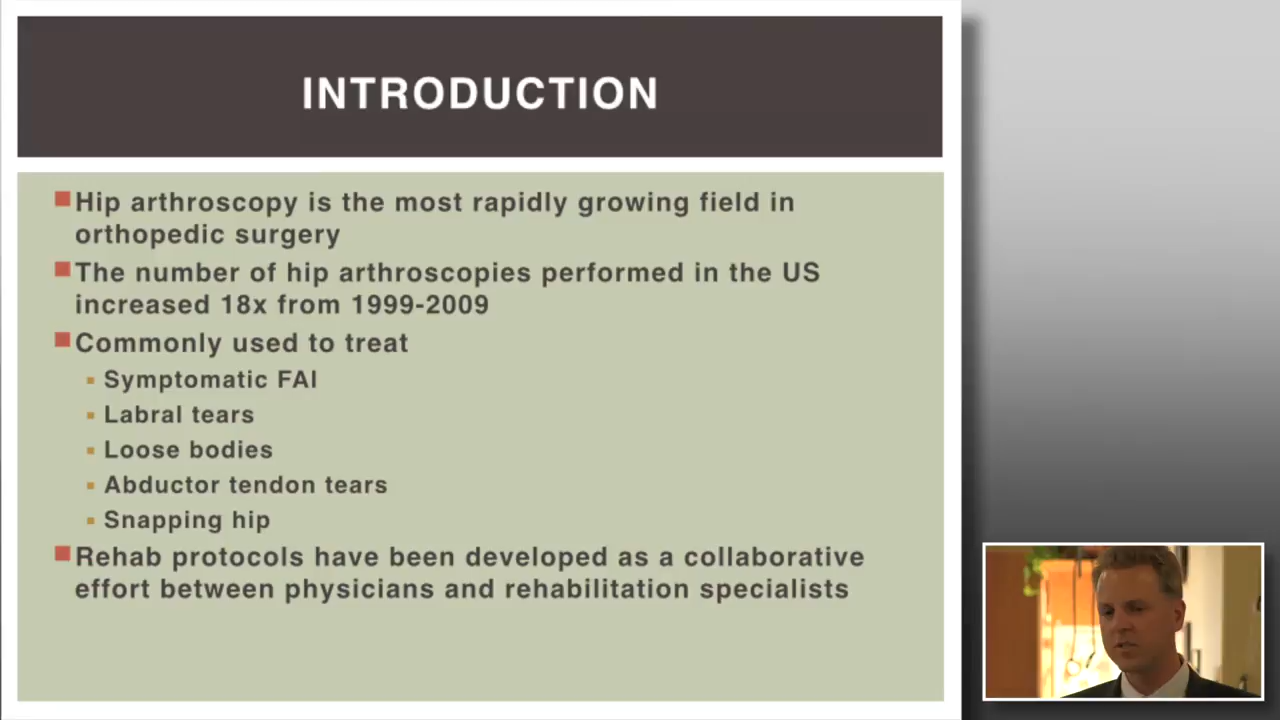 INTRODUCTION
Hip arthroscopy is the most rapidly growing field in
orthopedic surgery
The number of hip arthroscopies performed in the US
increased 18x from 1999-2009
Commonly used to treat
Symptomatic FAI
Labral tears
Loose bodies
Abductor tendon tears
Snapping hip
Rehab protocols have been developed as a collaborative
effort between physicians and rehabilitation specialists